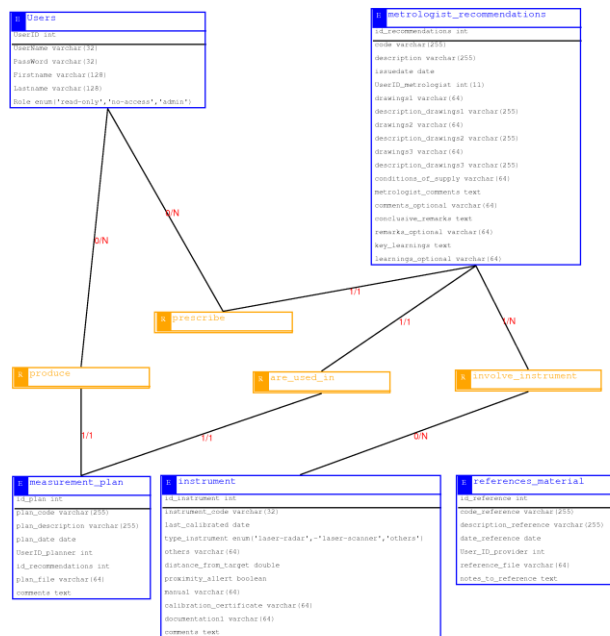 E Users
UserID int
UserName varchar(32)
PassWord varchar(32)
Firstname varchar(128)
Lastname varchar(128)
Role enum('read-only','no-access','admin')
E metrologist_recommendations
id_recommendations int
code varchar(255)
description varchar(255)
issuedate date
UserID_metrologist int(11)
drawings1 varchar(64)
description_drawings1 varchar(255)
drawings2 varchar(64)
description_drawings2 varchar(255)
drawings3 varchar(64)
description_drawings3 varchar(255)
conditions_of_supply varchar(64)
metrologist_comments text
comments_optional varchar(64)
conclusive_remarks text
remarks_optional varchar(64)
key_learnings text
learnings_optional varchar(64)
0/N
0/N
1/1
1/1
1/N
R prescribe
R produce
R are_used_in
R involve_instrument
1/1
1/1
0/N
E measurement_plan
id_plan int
plan_code varchar(255)
plan_description varchar(255)
plan_date date
UserID_planner int
id_recommendations int
plan_file varchar(64)
comments text
E instrument
id_instrument int
instrument_code varchar(32)
last_calibrated date
type_instrument enum('laser-radar',-'laser-scanner','others')
others varchar(64)
distance_from_target double
proximity_allert boolean
manual varchar(64)
calibration_certificate varchar(64)
documentation1 varchar(64)
comments text
E references_material
id_reference int
code_reference varchar(255)
description_reference varchar(255)
date_reference date
User_ID_provider int
reference_file varchar(64)
notes_to_reference text